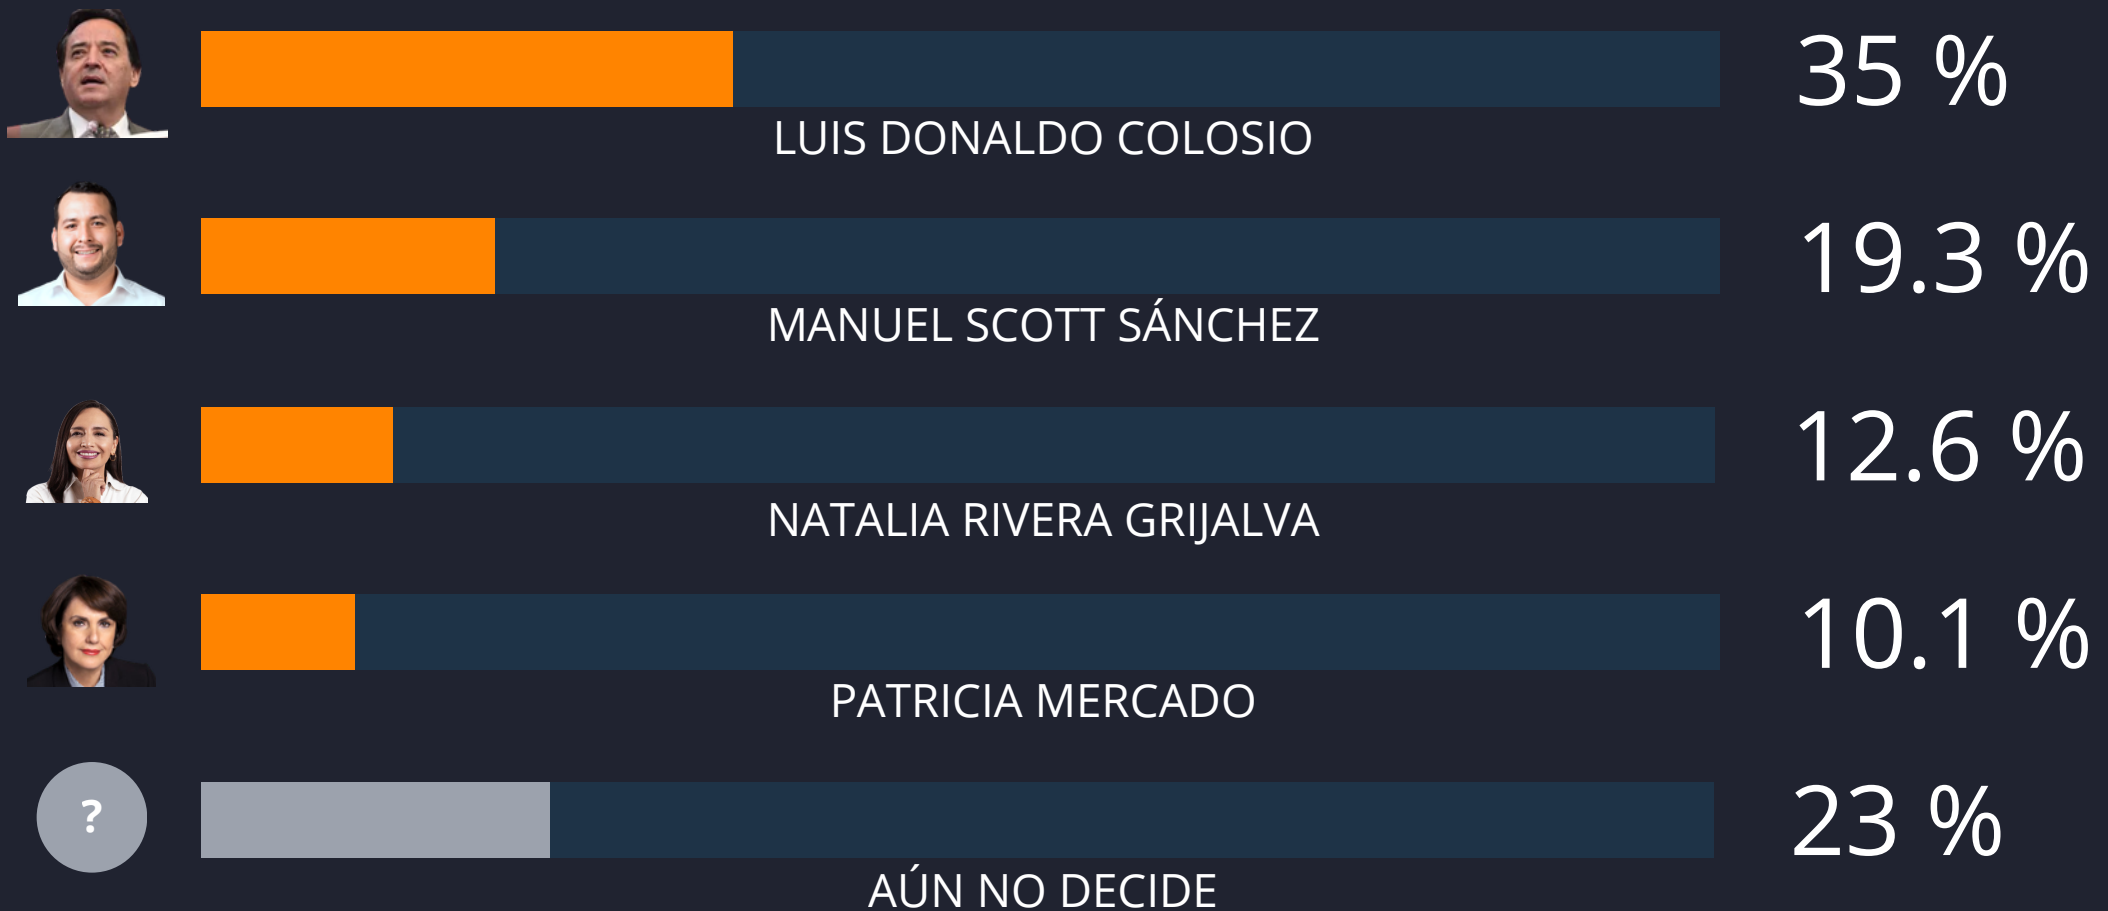 35 %
LUIS DONALDO COLOSIO
19.3 %
MANUEL SCOTT SÁNCHEZ
12.6 %
NATALIA RIVERA GRIJALVA
10.1 %
PATRICIA MERCADO
?
23 %
AÚN NO DECIDE